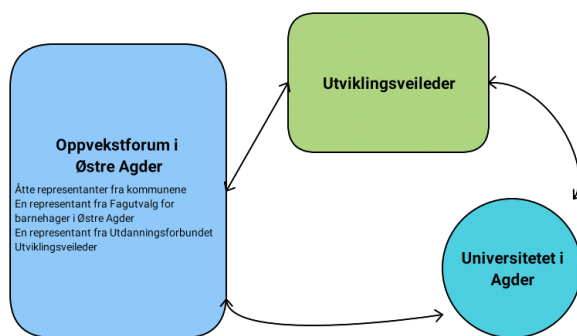 Utviklingsveileder
Oppvekstforum i
Østre Agder
Åtte representanter fra kommunene
En representant fra Fagutvalg for
barnehager i Østre Agder
En representant fra Utdanningsforbundet
Utviklingsveileder
Universitetet i
Agder